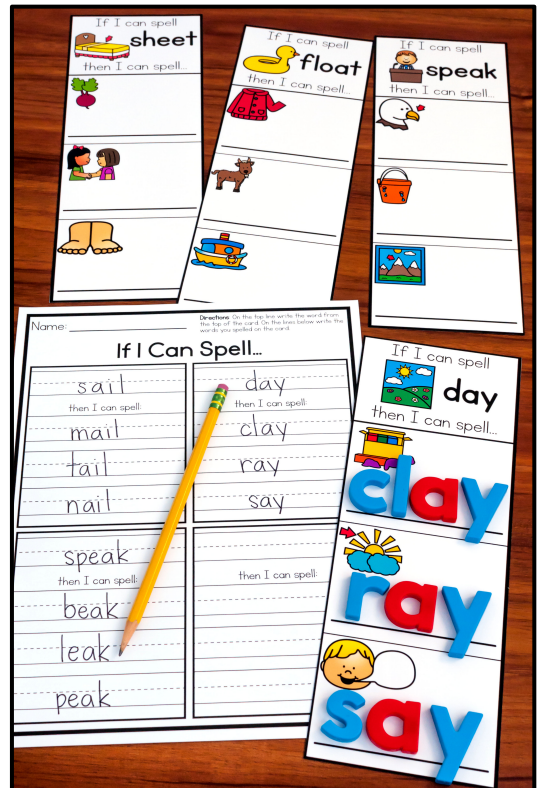 If I can spell
sheet
then I can spell...
If I can spell
float
then I can spell...
If I can spell
speak
then I can spell...
Name:
Directions: On the top line write the word from
the top of the card. On the lines below write the
words you spelled on the card.
If I Can Spell...
sail
then I can spell:
mail
tail
nail
day
then I can spell:
clay
ray
say
speak
then I can spell:
beak
leak
peak
then I can spell:
If I can spell
day
then I can spell...
clay
ray
say